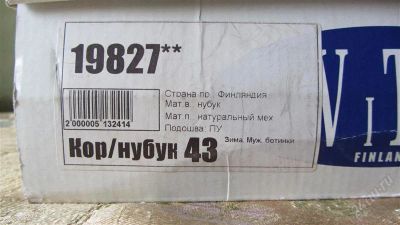 19827**
Страна пр. Финляндия
Мат.в. нубук
Мат п. натуральный мех
Подошва: ПУ
2 000005 132414
Зима. Муж. ботинки
Кор/нубук 43
ViT
FINLAN